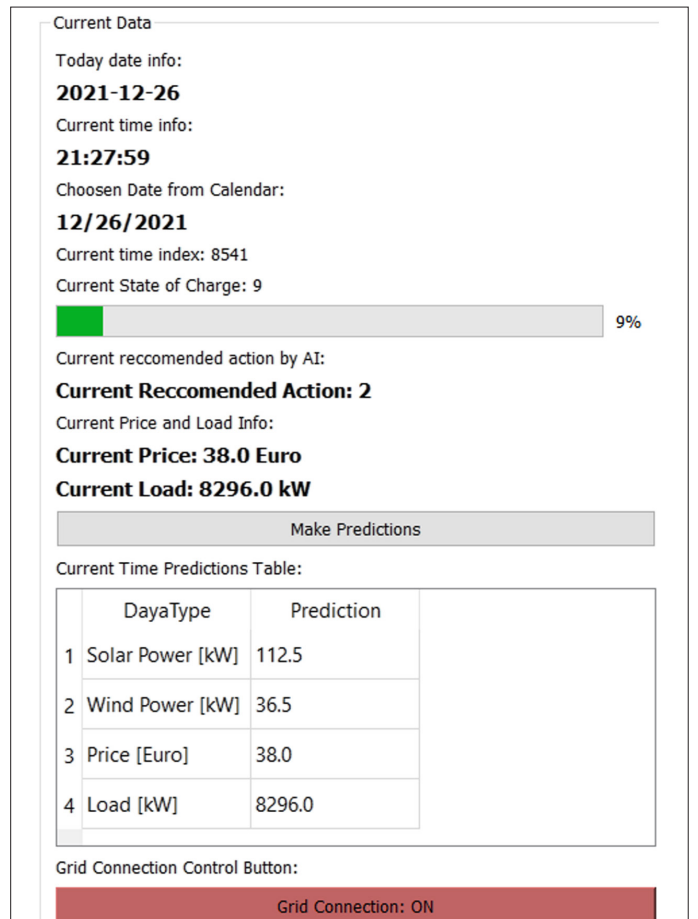 Current Data
Today date info:
2021-12-26
Current time info:
21:27:59
Choosen Date from Calendar:
12/26/2021
Current time index: 8541
Current State of Charge: 9
9%
Current reccomended action by AI:
Current Reccomended Action: 2
Current Price and Load Info:
Current Price: 38.0 Euro
Current Load: 8296.0 kW
Make Predictions
Current Time Predictions Table:
DayaType Prediction
1 Solar Power [kW] 112.5
2 Wind Power [kW] 36.5
3 Price [Euro] 38.0
4 Load [kW] 8296.0
Grid Connection Control Button:
Grid Connection: ON